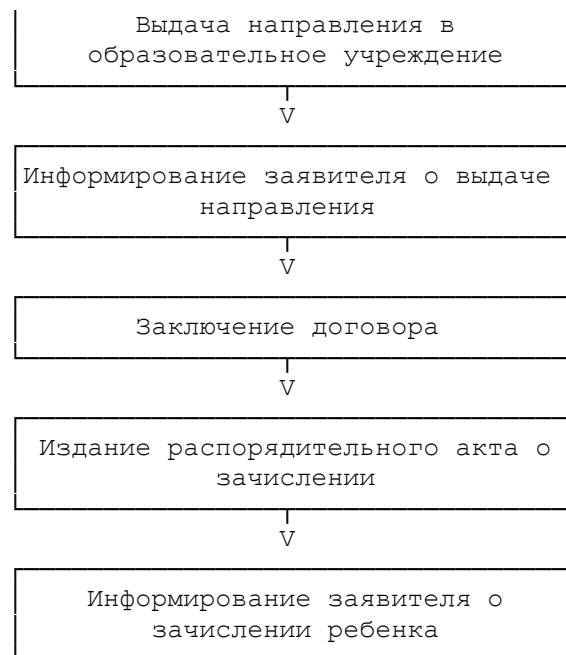 Выдача направления в
образовательное учреждение
V
Информирование заявителя о выдаче
направления
V
Заключение договора
V
Издание распорядительного акта о
зачислении
V
Информирование заявителя о
зачислении ребенка